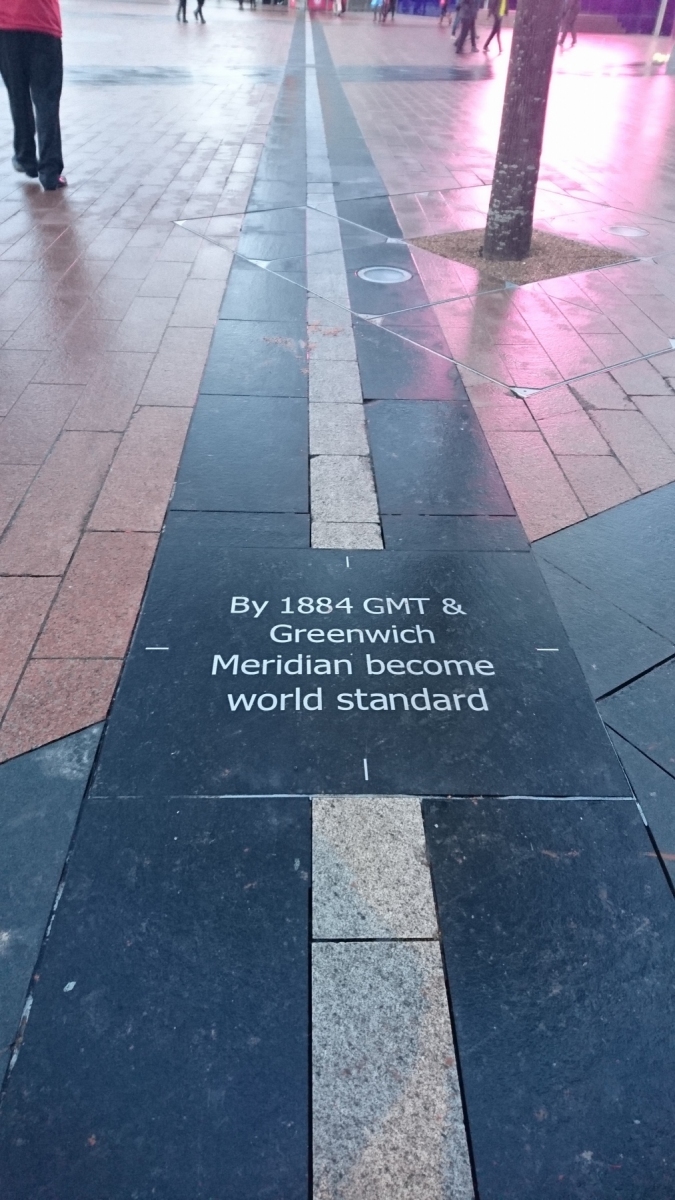 By 1884 GMT &
Greenwich
Meridian become
world standard